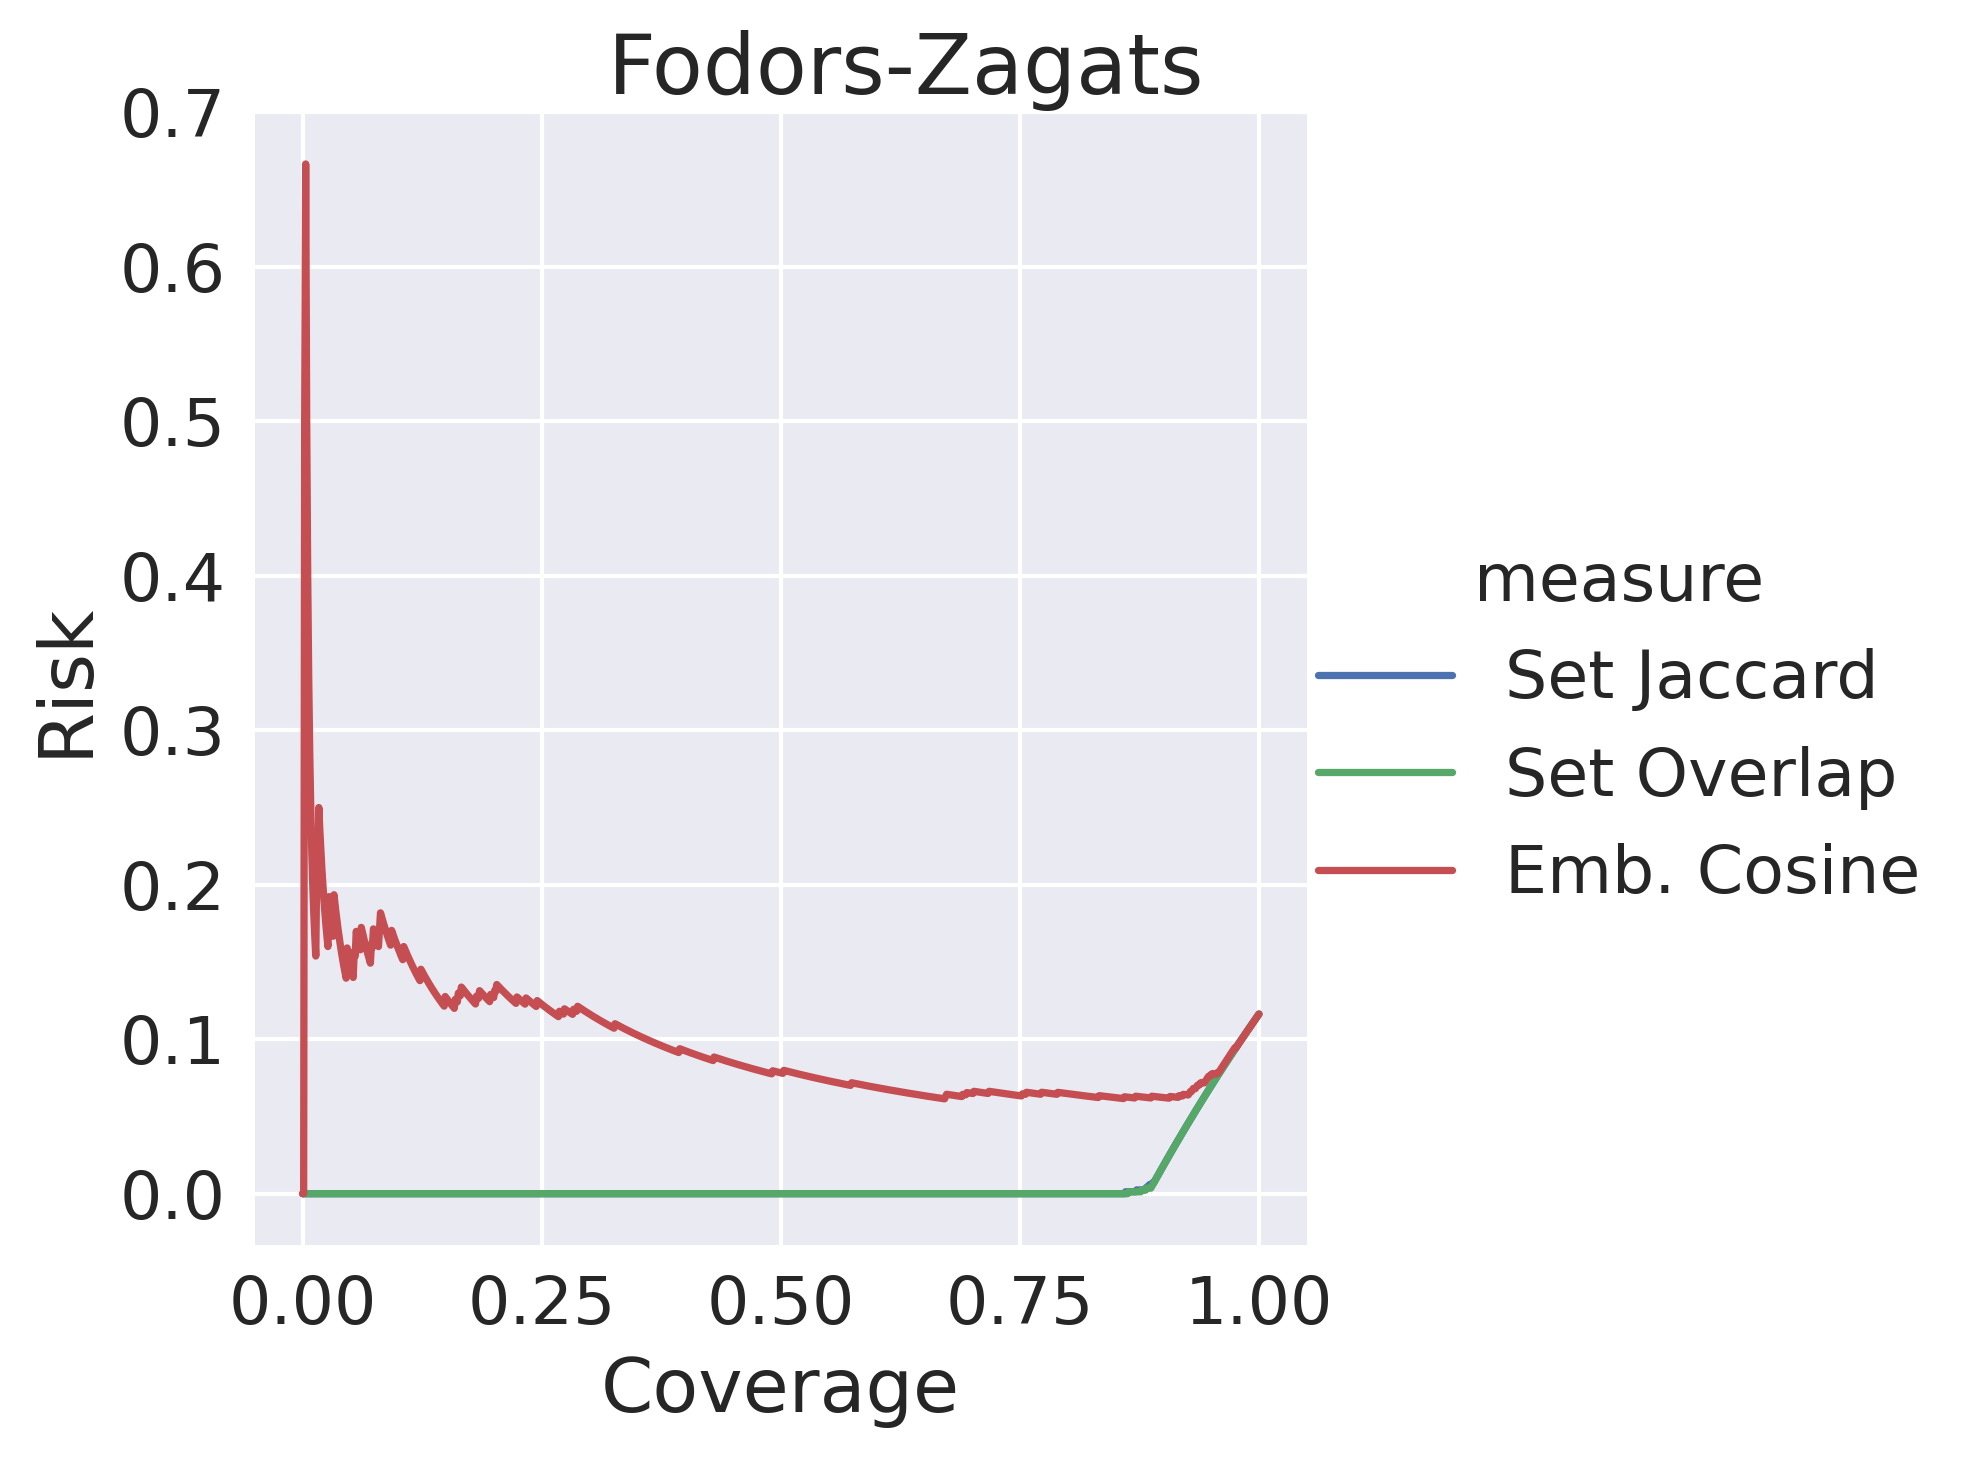 Fodors-Zagats
0.7
0.6
0.5
0.4
0.3
0.2
0.1
0.0
Risk
0.00 0.25 0.50 0.75 1.00
Coverage
measure
Set Jaccard
Set Overlap
Emb. Cosine